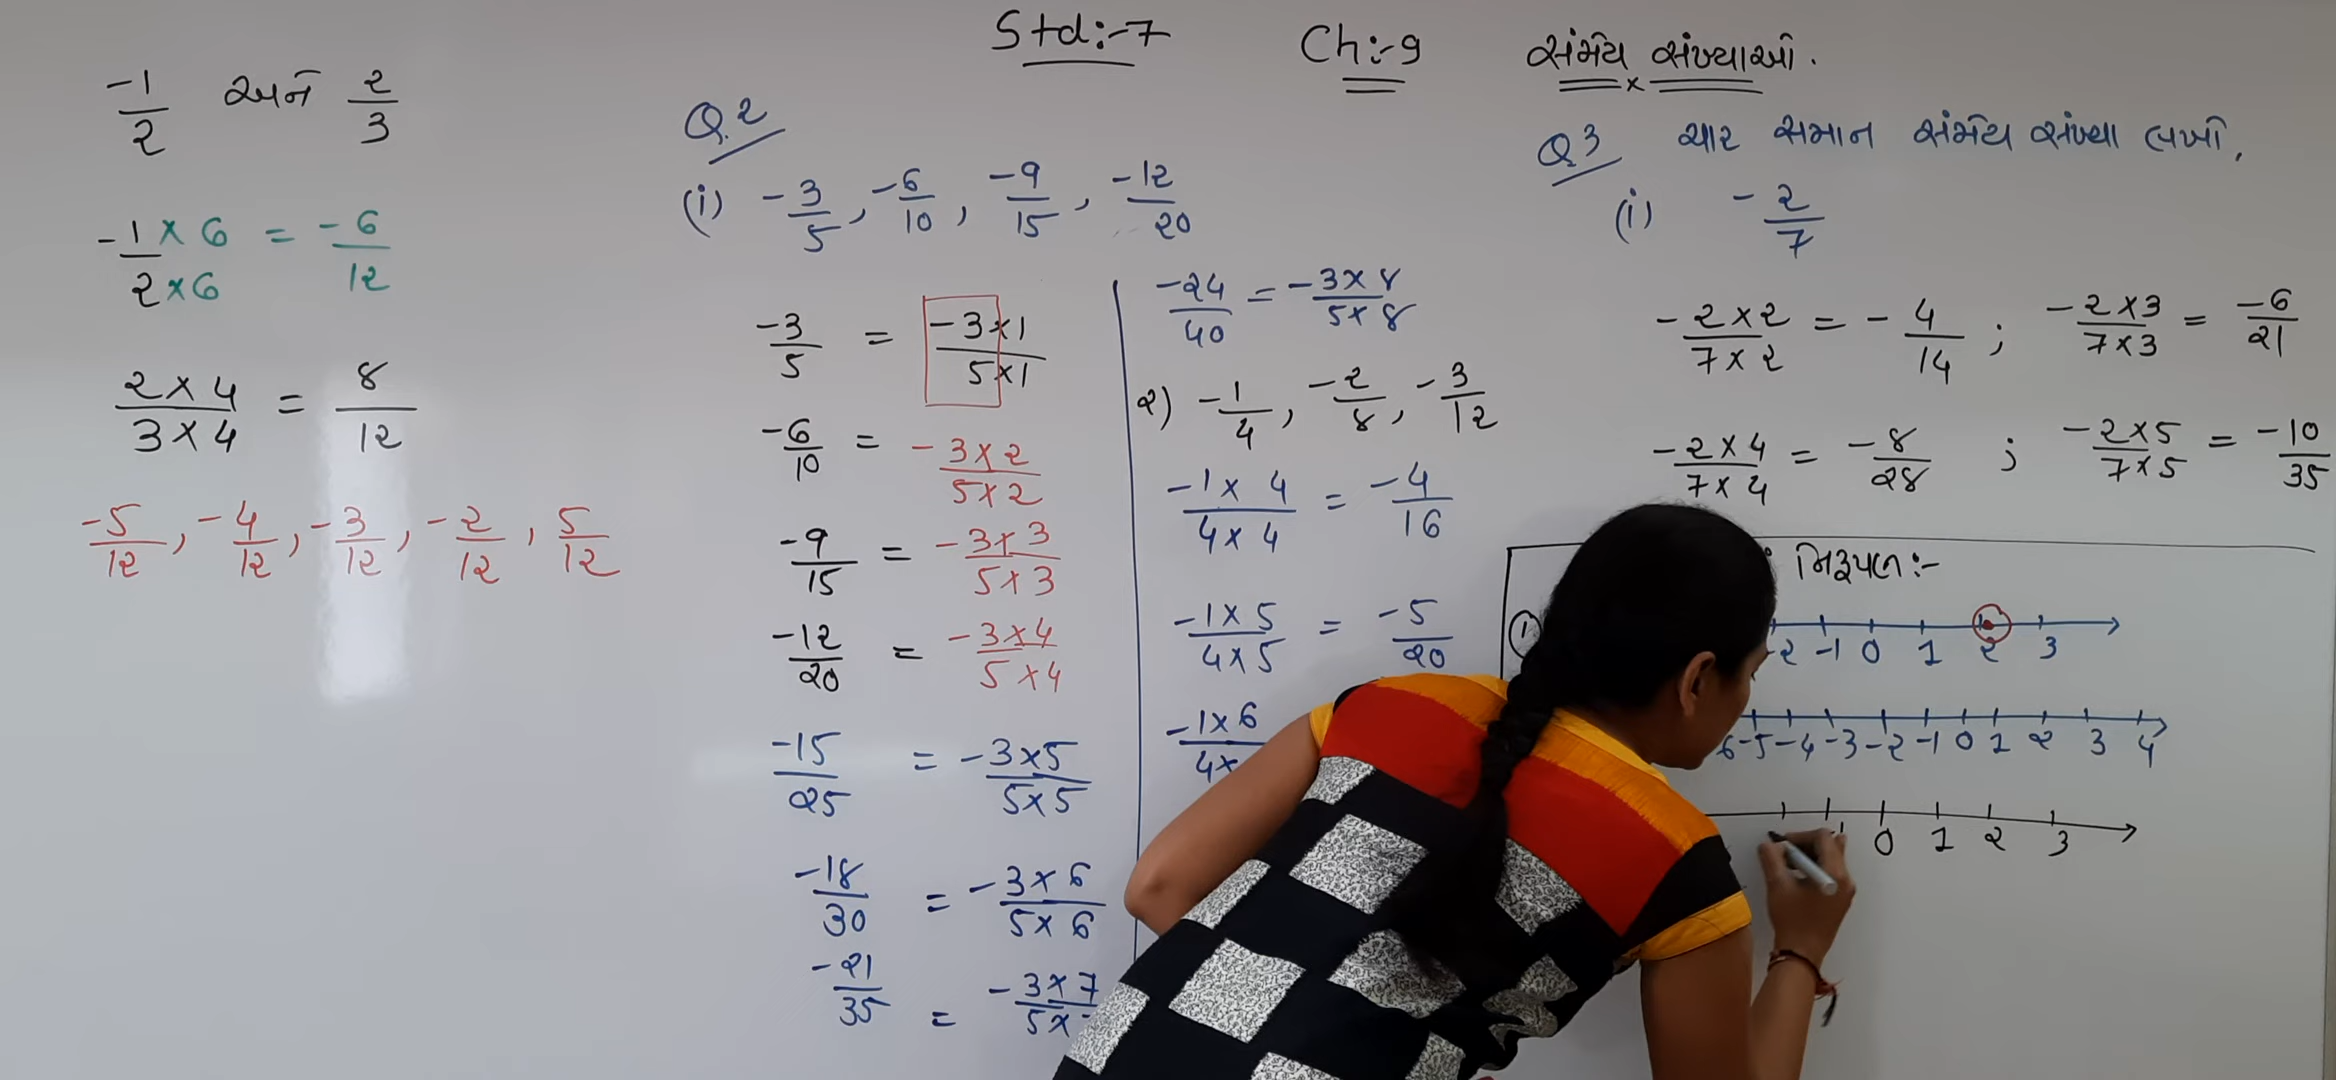 Std:-7 Ch:-9 સંમેય સંખ્યાઓ.
-1/2 અને 2/3
-1×6/2×6 = -6/12
2×4/3×4 = 8/12
-5/12, -4/12, -3/12, -2/12, 5/12
Q.2
(i) -3/5, -6/10, -9/15, -12/20
-3/5 = -3×1/5×1
-6/10 = -3×2/5×2
-9/15 = -3×3/5×3
-12/20 = -3×4/5×4
-15/25 = -3×5/5×5
-18/30 = -3×6/5×6
-21/35 = -3×7/5×
-24/40 = -3×8/5×8
૨) -1/4, -2/8, -3/12
-1×4/4×4 = -4/16
-1×5/4×5 = -5/20
-1×6/4×
Q.3 ચાર સમાન સંમેય સંખ્યા લખો.
(i) -2/7
-2×2/7×2 = -4/14 ; -2×3/7×3 = -6/21
-2×4/7×4 = -8/28 ; -2×5/7×5 = -10/35
નિરૂપણ:-
①
-2 -1 0 1 2 3
6 -5 -4 -3 -2 -1 0 1 2 3 4
0 1 2 3